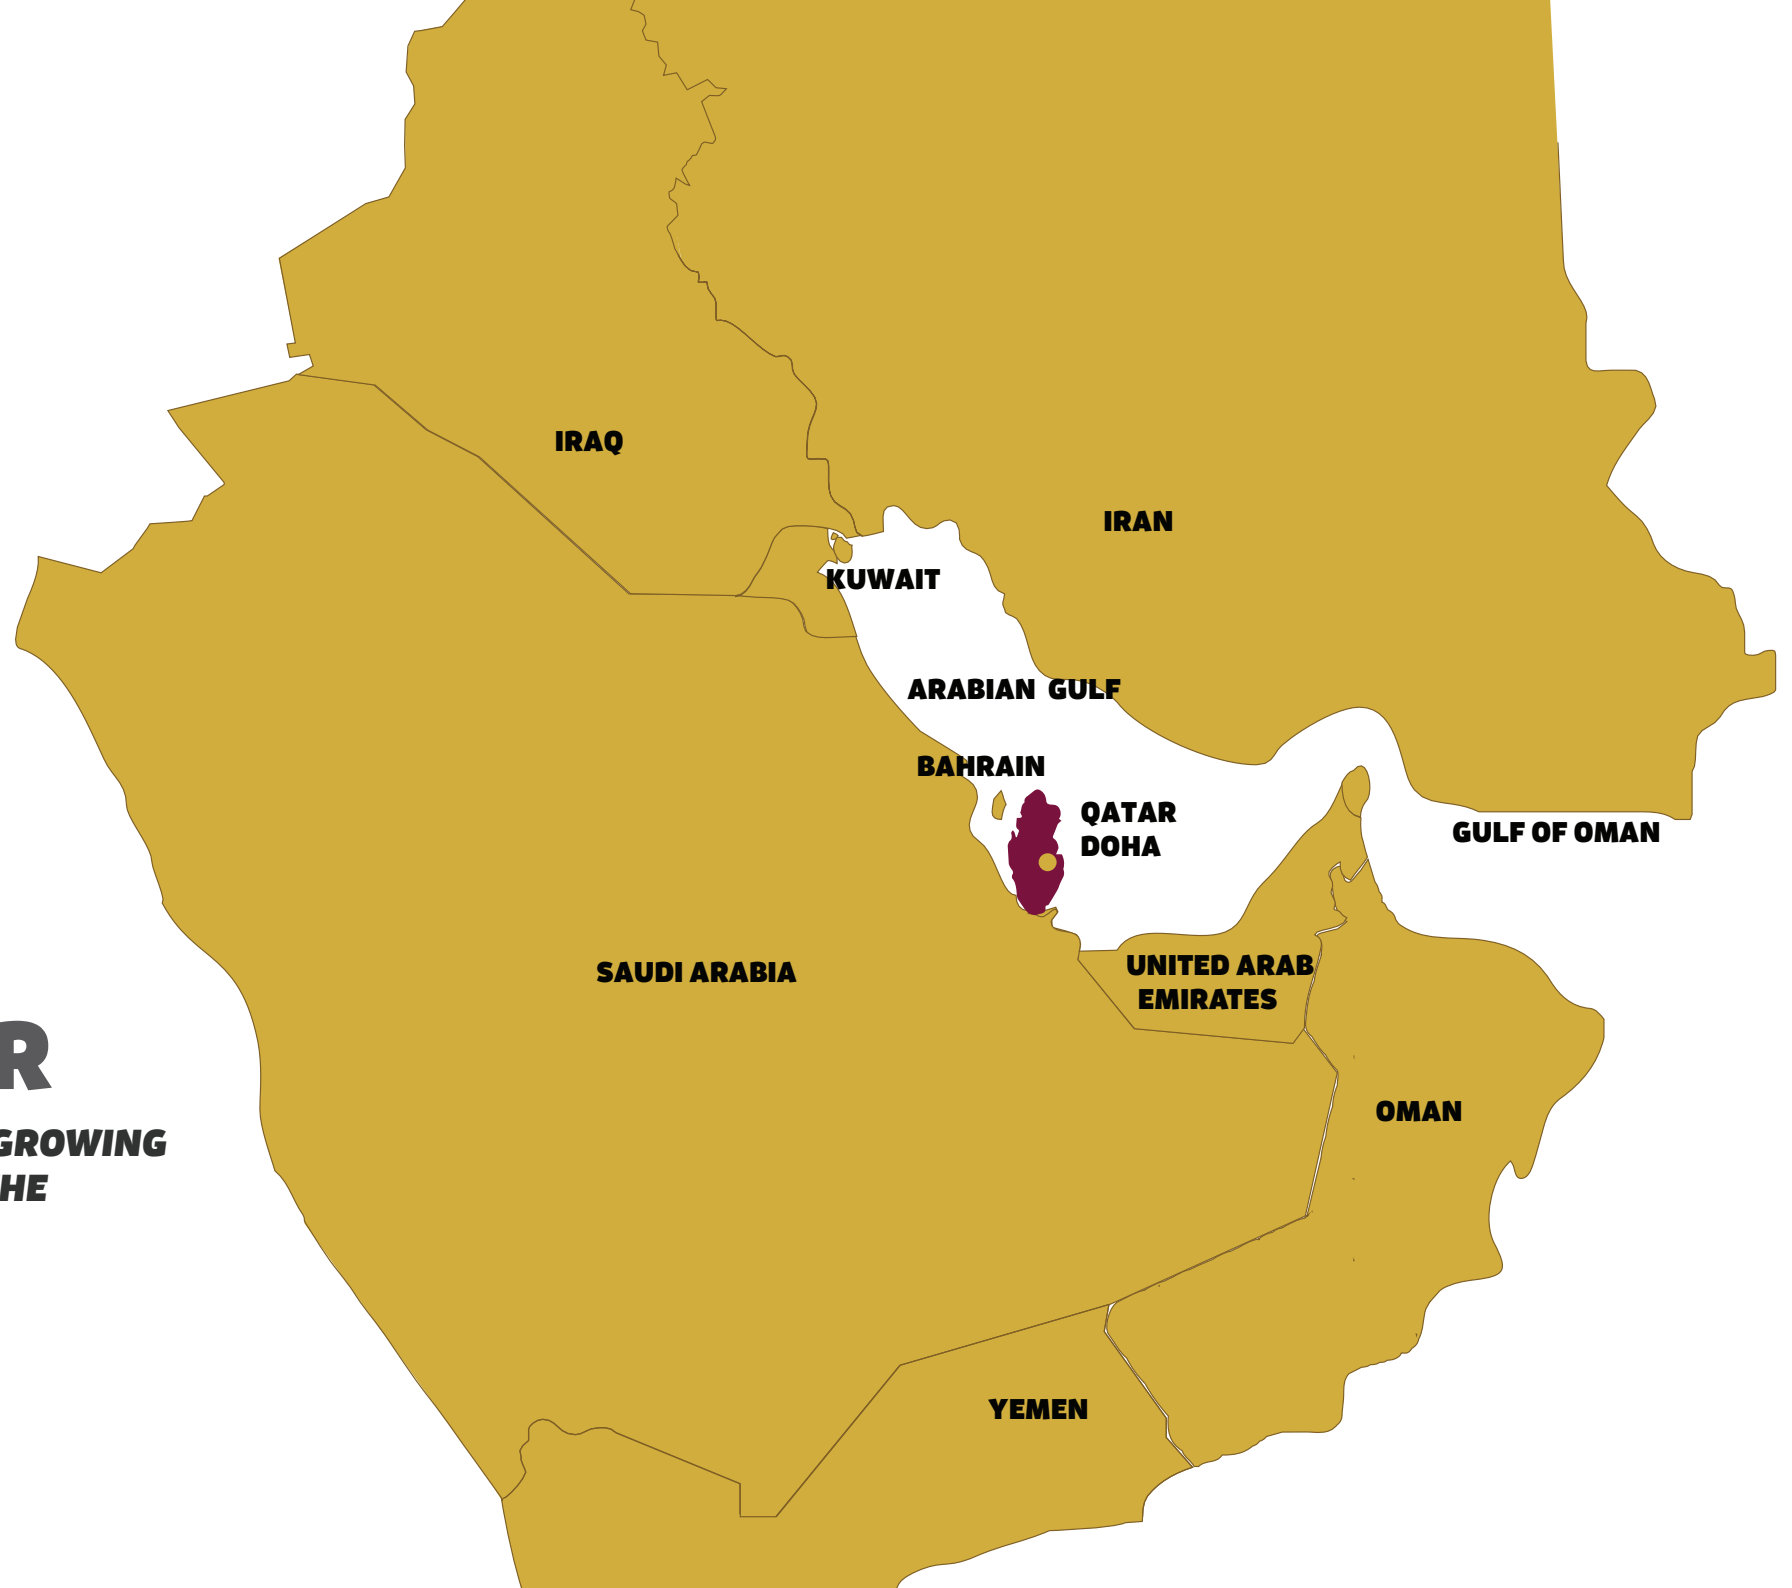 IRAQ
IRAN
KUWAIT
ARABIAN GULF
BAHRAIN
QATAR
DOHA
GULF OF OMAN
SAUDI ARABIA
UNITED ARAB
EMIRATES
R
GROWING
HE
OMAN
YEMEN